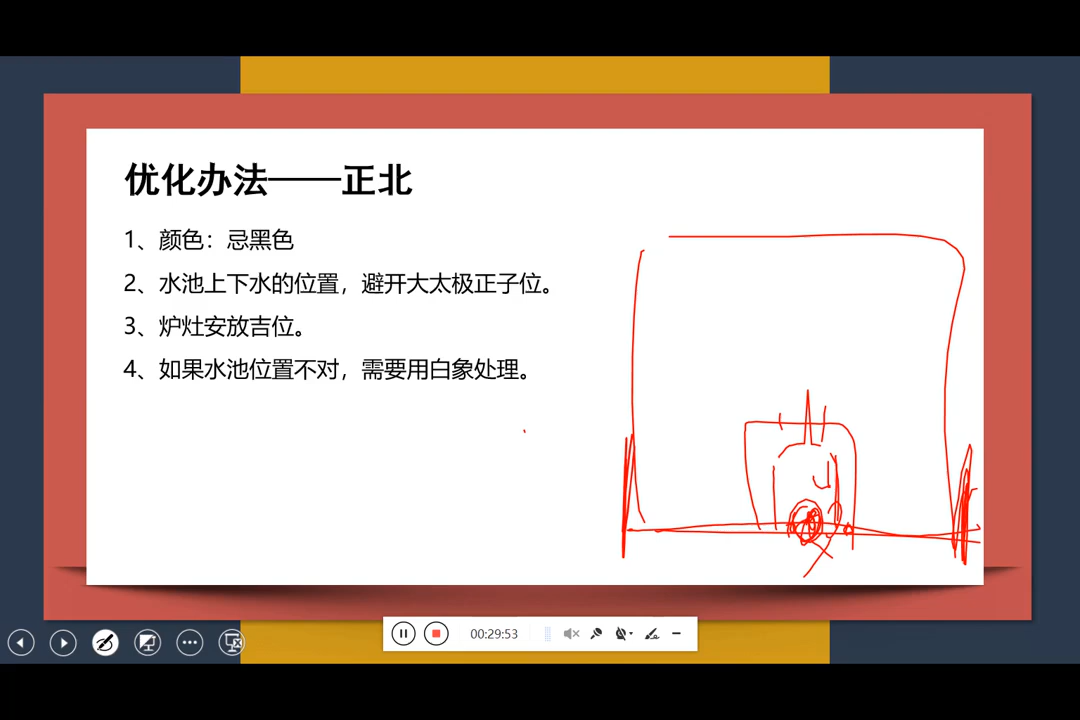 优化办法——正北
1、颜色：忌黑色
2、水池上下水的位置，避开大太极正子位。
3、炉灶安放吉位。
4、如果水池位置不对，需要用白象处理。
00:29:53